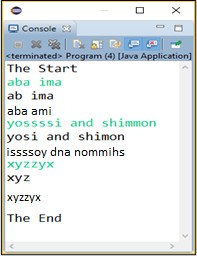 Console
<terminated> Program (4) [Java Application]
The Start
aba ima
ab ima
aba ami
yossssi and shimmon
yosi and shimon
issssoy dna nommihs
xyzzyx
xyz
xyzzyx
The End